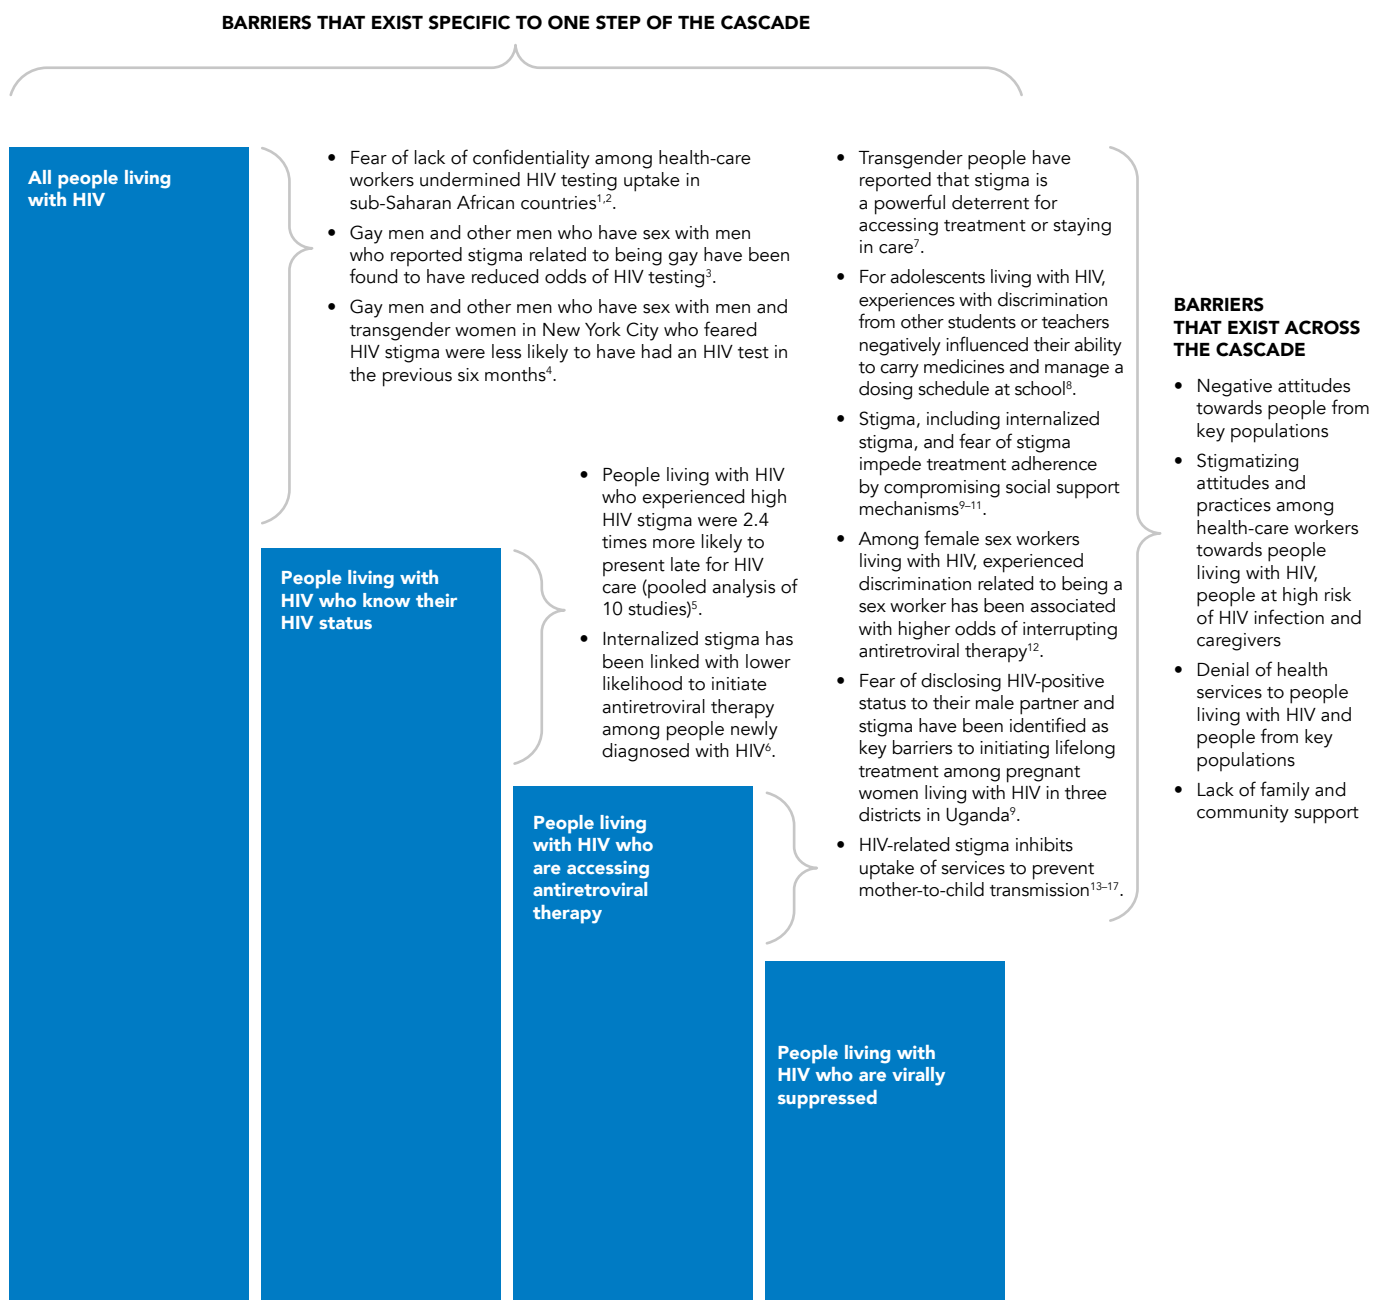 BARRIERS THAT EXIST SPECIFIC TO ONE STEP OF THE CASCADE
All people living
with HIV
• Fear of lack of confidentiality among health-care
workers undermined HIV testing uptake in
sub-Saharan African countries1,2.
• Gay men and other men who have sex with men
who reported stigma related to being gay have been
found to have reduced odds of HIV testing3.
• Gay men and other men who have sex with men and
transgender women in New York City who feared
HIV stigma were less likely to have had an HIV test in
the previous six months4.
People living with
HIV who know their
HIV status
• People living with HIV
who experienced high
HIV stigma were 2.4
times more likely to
present late for HIV
care (pooled analysis of
10 studies)5.
• Internalized stigma has
been linked with lower
likelihood to initiate
antiretroviral therapy
among people newly
diagnosed with HIV6.
People living
with HIV who
are accessing
antiretroviral
therapy
• Transgender people have
reported that stigma is
a powerful deterrent for
accessing treatment or staying
in care7.
• For adolescents living with HIV,
experiences with discrimination
from other students or teachers
negatively influenced their ability
to carry medicines and manage a
dosing schedule at school8.
• Stigma, including internalized
stigma, and fear of stigma
impede treatment adherence
by compromising social support
mechanisms9–11.
• Among female sex workers
living with HIV, experienced
discrimination related to being a
sex worker has been associated
with higher odds of interrupting
antiretroviral therapy12.
• Fear of disclosing HIV-positive
status to their male partner and
stigma have been identified as
key barriers to initiating lifelong
treatment among pregnant
women living with HIV in three
districts in Uganda9.
• HIV-related stigma inhibits
uptake of services to prevent
mother-to-child transmission13–17.
People living with
HIV who are virally
suppressed
BARRIERS
THAT EXIST ACROSS
THE CASCADE
• Negative attitudes
towards people from
key populations
• Stigmatizing
attitudes and
practices among
health-care workers
towards people
living with HIV,
people at high risk
of HIV infection and
caregivers
• Denial of health
services to people
living with HIV and
people from key
populations
• Lack of family and
community support